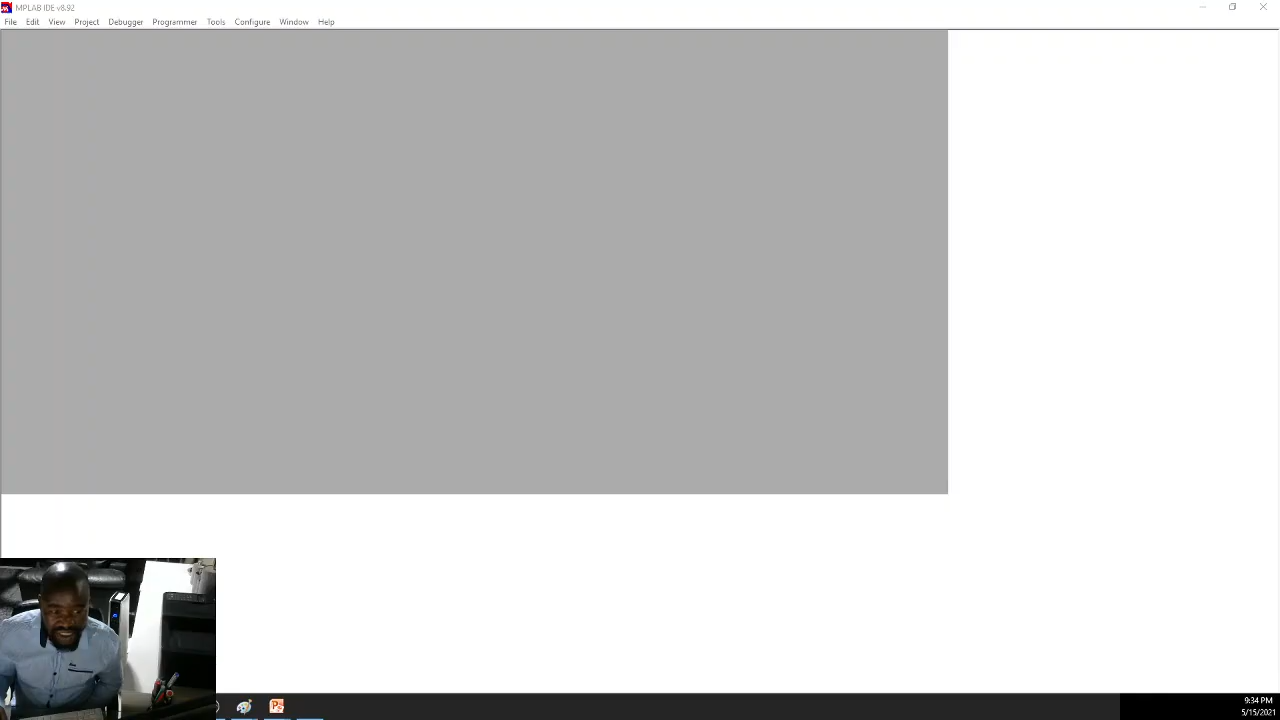 MPLAB IDE v8.92
File Edit View Project Debugger Programmer Tools Configure Window Help
9:34 PM
5/15/2021